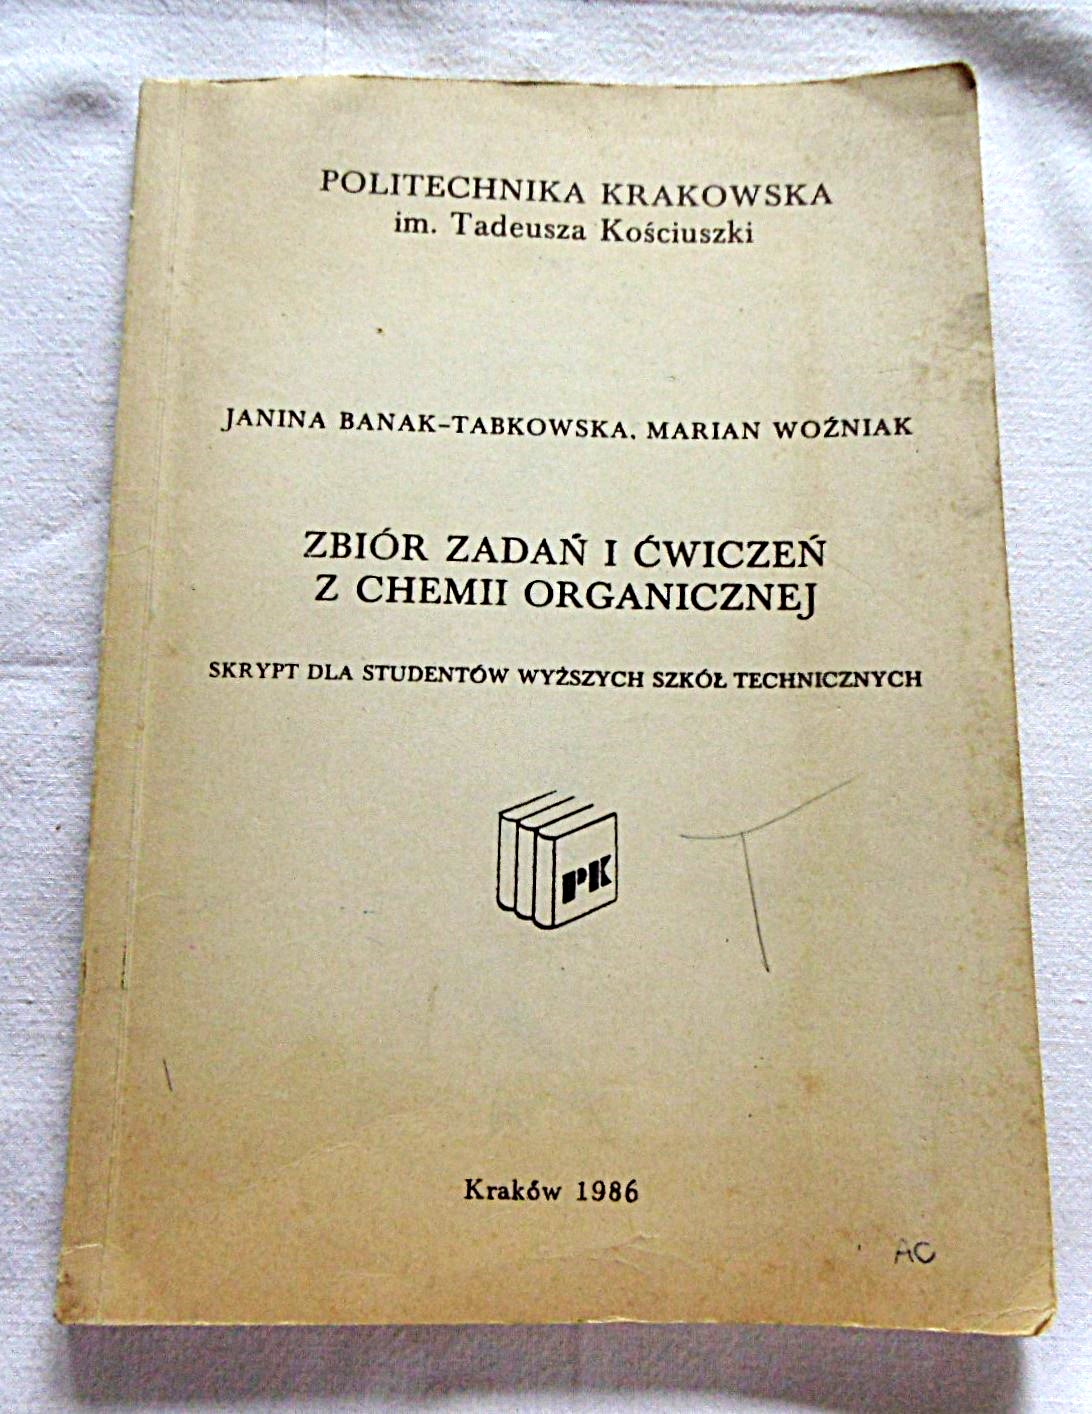 POLITECHNIKA KRAKOWSKA
im. Tadeusza Kościuszki
JANINA BANAK-TABKOWSKA, MARIAN WOŹNIAK
ZBIÓR ZADAŃ I ĆWICZEŃ
Z CHEMII ORGANICZNEJ
SKRYPT DLA STUDENTÓW WYŻSZYCH SZKÓŁ TECHNICZNYCH
PK
T
Kraków 1986
AC